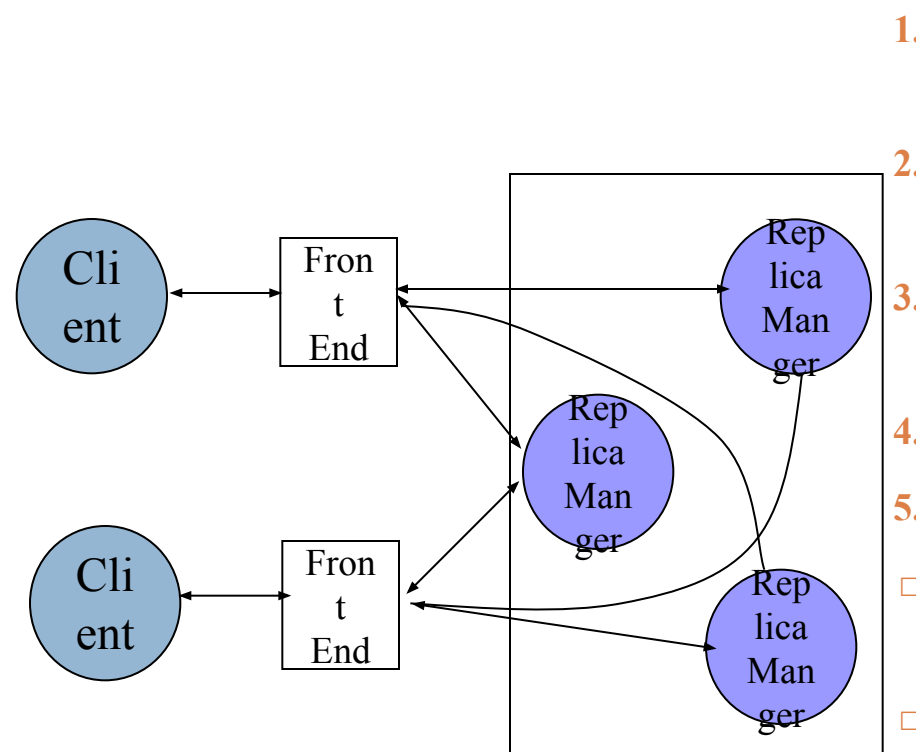 1.
2.
Cli
ent
Fron
t
End
Rep
lica
Man
ger
3.
Rep
lica
Man
ger
4.
5.
Cli
ent
Fron
t
End
Rep
lica
Man
ger